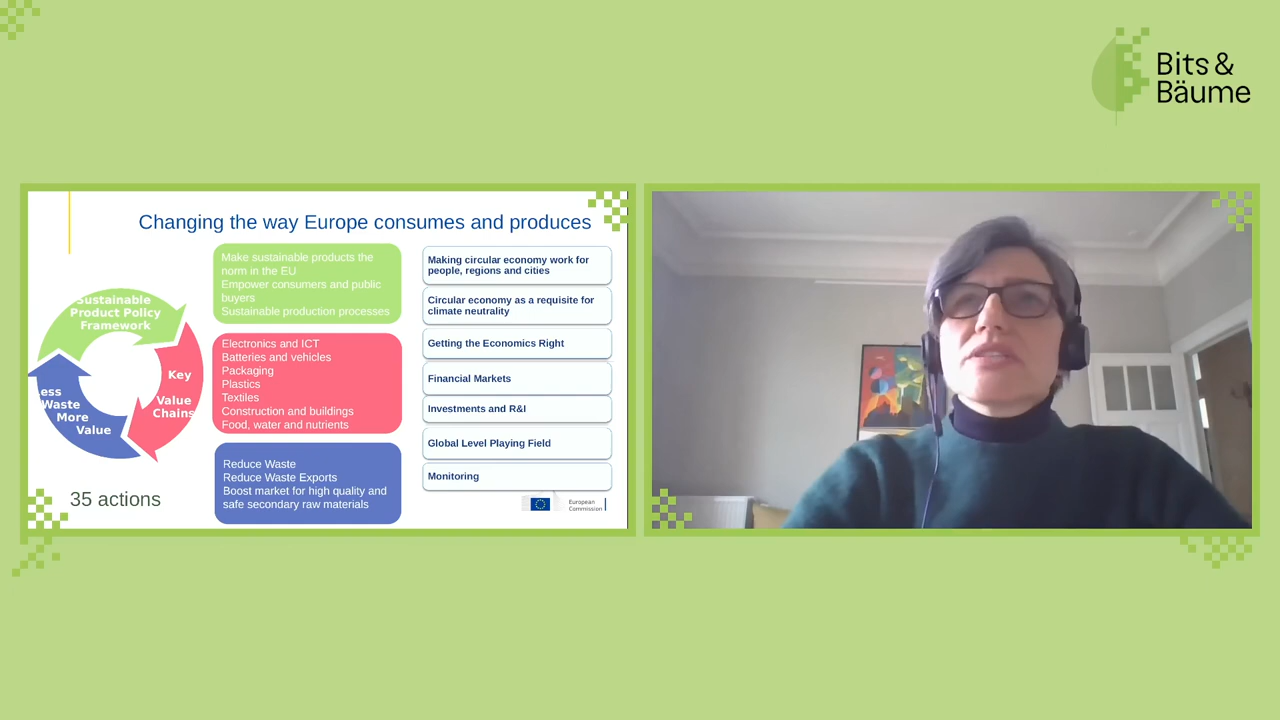 Bits &
Bäume
Changing the way Europe consumes and produces
Sustainable
Product Policy
Framework
Key
Value
Chains
ess
Waste
More
Value
35 actions
Make sustainable products the
norm in the EU
Empower consumers and public
buyers
Sustainable production processes
Electronics and ICT
Batteries and vehicles
Packaging
Plastics
Textiles
Construction and buildings
Food, water and nutrients
Reduce Waste
Reduce Waste Exports
Boost market for high quality and
safe secondary raw materials
Making circular economy work for
people, regions and cities
Circular economy as a requisite for
climate neutrality
Getting the Economics Right
Financial Markets
Investments and R&I
Global Level Playing Field
Monitoring
European
Commission